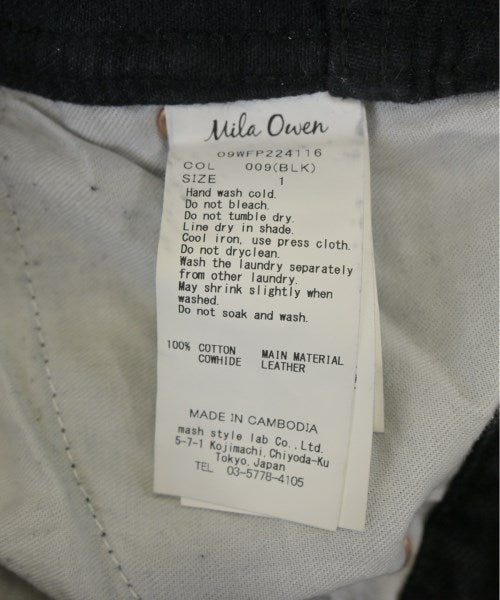 Mila Owen
09WFP224116
COL 009(BLK)
SIZE 1
Hand wash cold.
Do not bleach.
Do not tumble dry.
Line dry in shade.
Cool iron, use press cloth.
Do not dryclean.
Wash the laundry separately
from other laundry.
May shrink slightly when
washed.
Do not soak and wash.
100% COTTON MAIN MATERIAL
COWHIDE LEATHER
MADE IN CAMBODIA
mash style lab Co., Ltd.
5-7-1 Kojimachi, Chiyoda-Ku
Tokyo, Japan
TEL 03-5778-4105